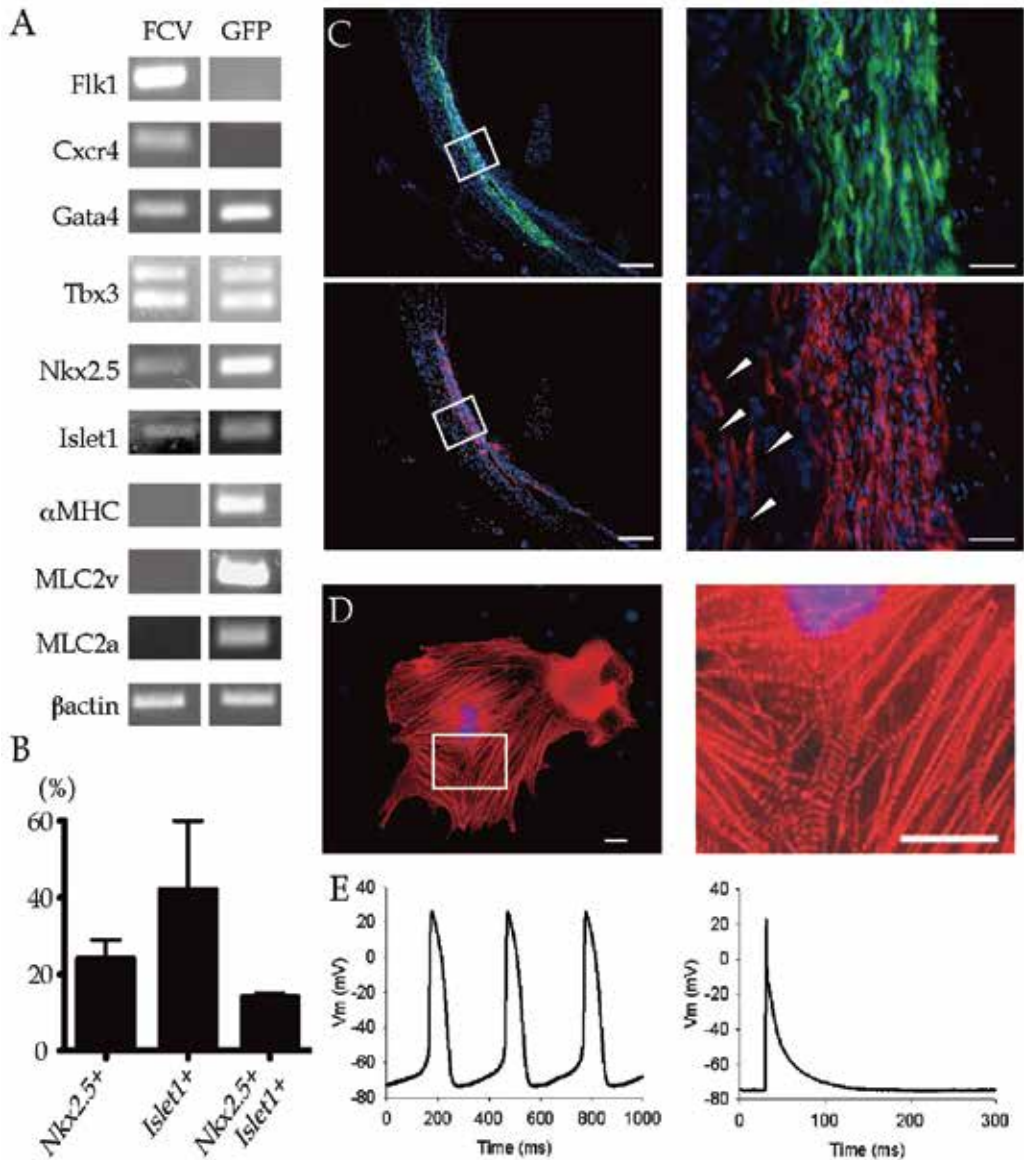 A
FCV GFP
Flk1
Cxcr4
Gata4
Tbx3
Nkx2.5
Islet1
αMHC
MLC2v
MLC2a
βactin
B
(%)
60
40
20
0
Nkx2.5+
Islet1+
Nkx2.5+
Islet1+
C
D
E
Vm (mV)
40
20
0
-20
-40
-60
-80
0 200 400 600 800 1000
Time (ms)
Vm (mV)
40
20
0
-20
-40
-60
-80
0 100 200 300
Time (ms)